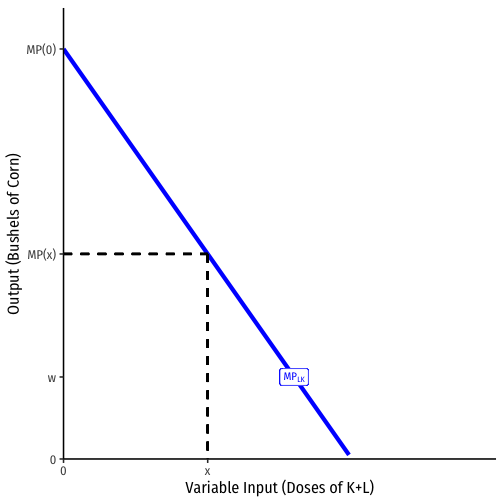 MP(0)
Output (Bushels of Corn)
MP(x)
w
MP_LK
0
0
x
Variable Input (Doses of K+L)